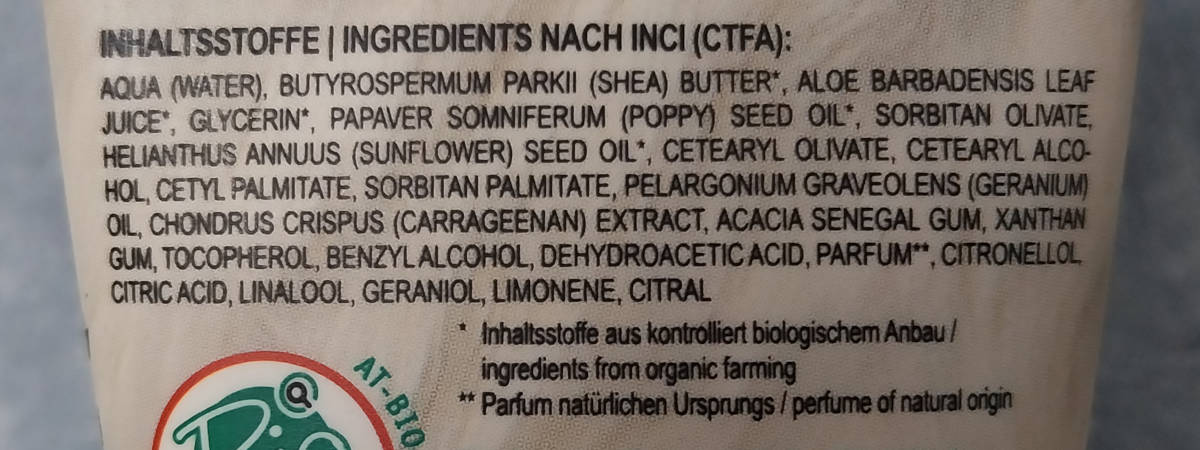 INHALTSSTOFFE | INGREDIENTS NACH INCI (CTFA):
AQUA (WATER), BUTYROSPERMUM PARKII (SHEA) BUTTER*, ALOE BARBADENSIS LEAF
JUICE*, GLYCERIN*, PAPAVER SOMNIFERUM (POPPY) SEED OIL*, SORBITAN OLIVATE,
HELIANTHUS ANNUUS (SUNFLOWER) SEED OIL*, CETEARYL OLIVATE, CETEARYL ALCO-
HOL, CETYL PALMITATE, SORBITAN PALMITATE, PELARGONIUM GRAVEOLENS (GERANIUM)
OIL, CHONDRUS CRISPUS (CARRAGEENAN) EXTRACT, ACACIA SENEGAL GUM, XANTHAN
GUM, TOCOPHEROL, BENZYL ALCOHOL, DEHYDROACETIC ACID, PARFUM**, CITRONELLOL,
CITRIC ACID, LINALOOL, GERANIOL, LIMONENE, CITRAL
* Inhaltsstoffe aus kontrolliert biologischem Anbau /
ingredients from organic farming
** Parfum natürlichen Ursprungs / perfume of natural origin
AT-BIO